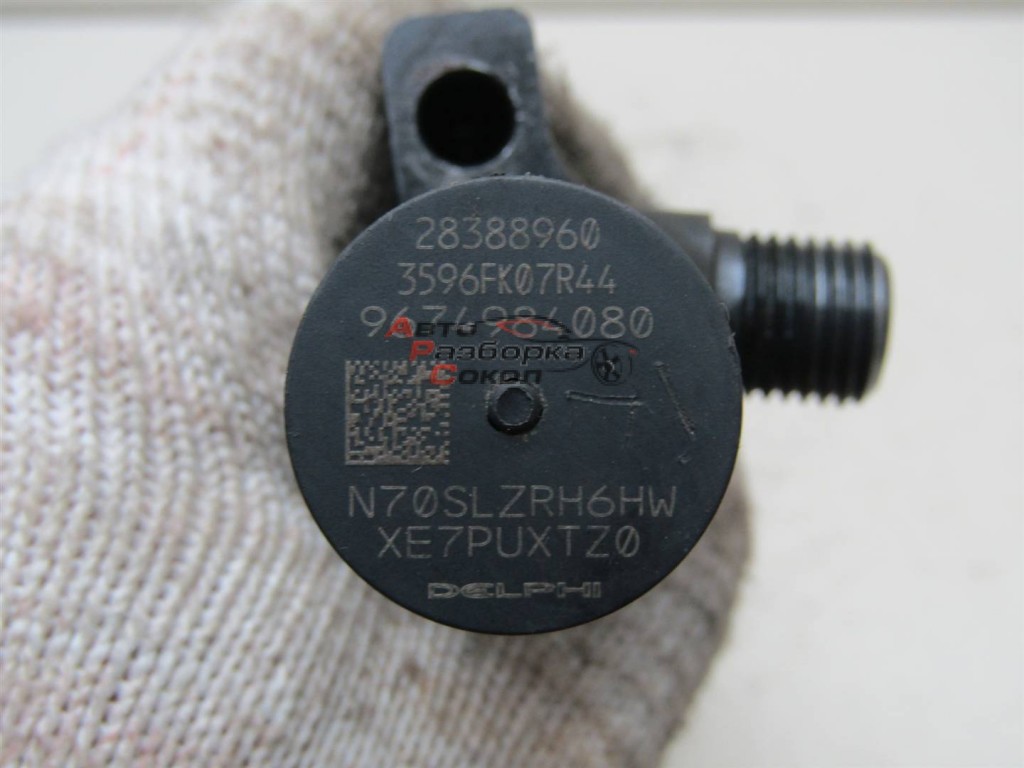 28388960
3596FK07R44
9674984080
Авто
Разборка
Сокол
N70SLZRH6HW
XE7PUXTZ0
DELPHI